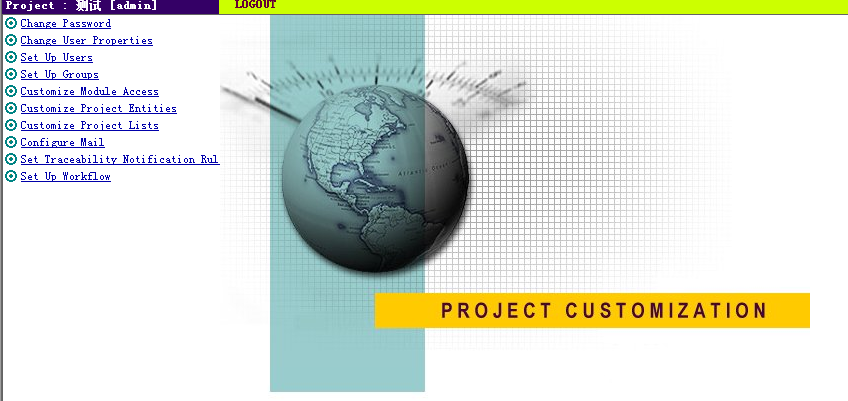 Project : 测试 [admin]
LOGOUT
Change Password
Change User Properties
Set Up Users
Set Up Groups
Customize Module Access
Customize Project Entities
Customize Project Lists
Configure Mail
Set Traceability Notification Rul
Set Up Workflow
Atlantic
PROJECT CUSTOMIZATION